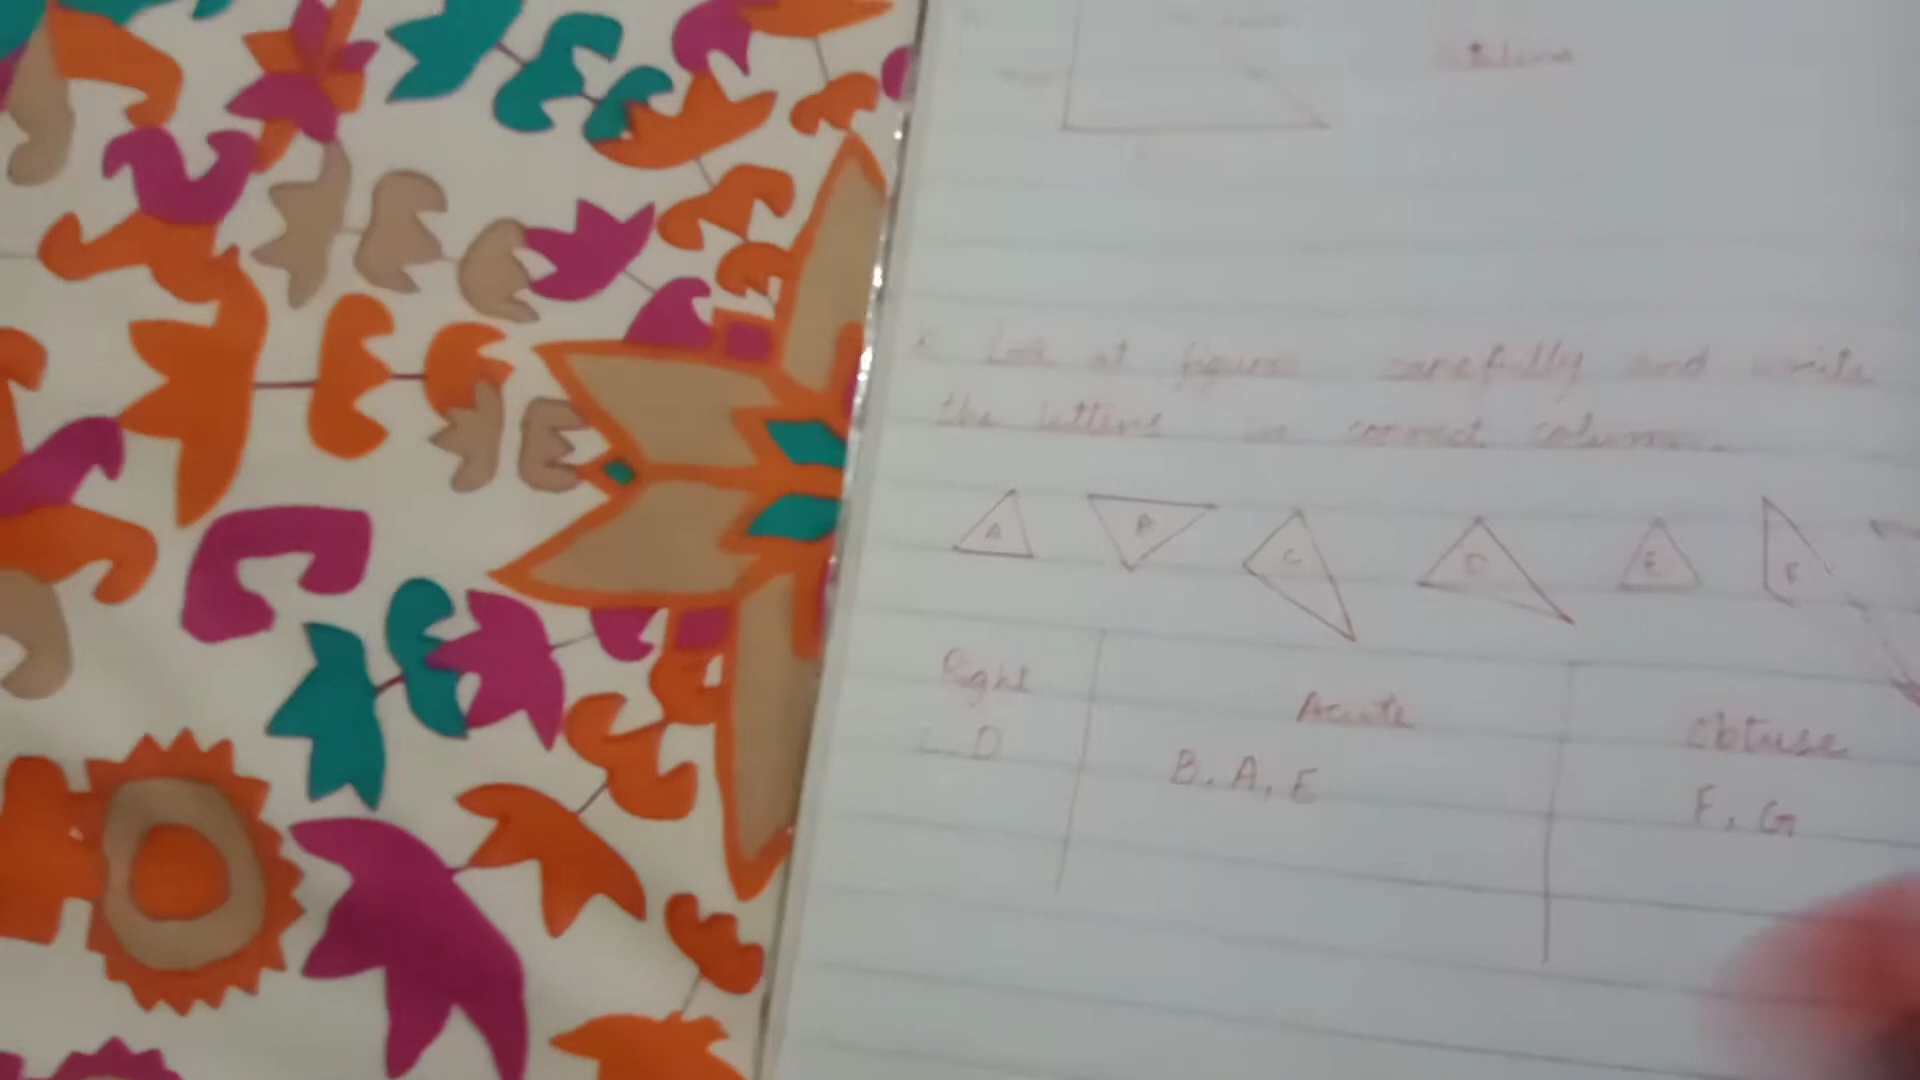 Look at figures carefully and write
the letters in correct column.
A B C D E F
Right Acute Obtuse
C D B, A, E F, G